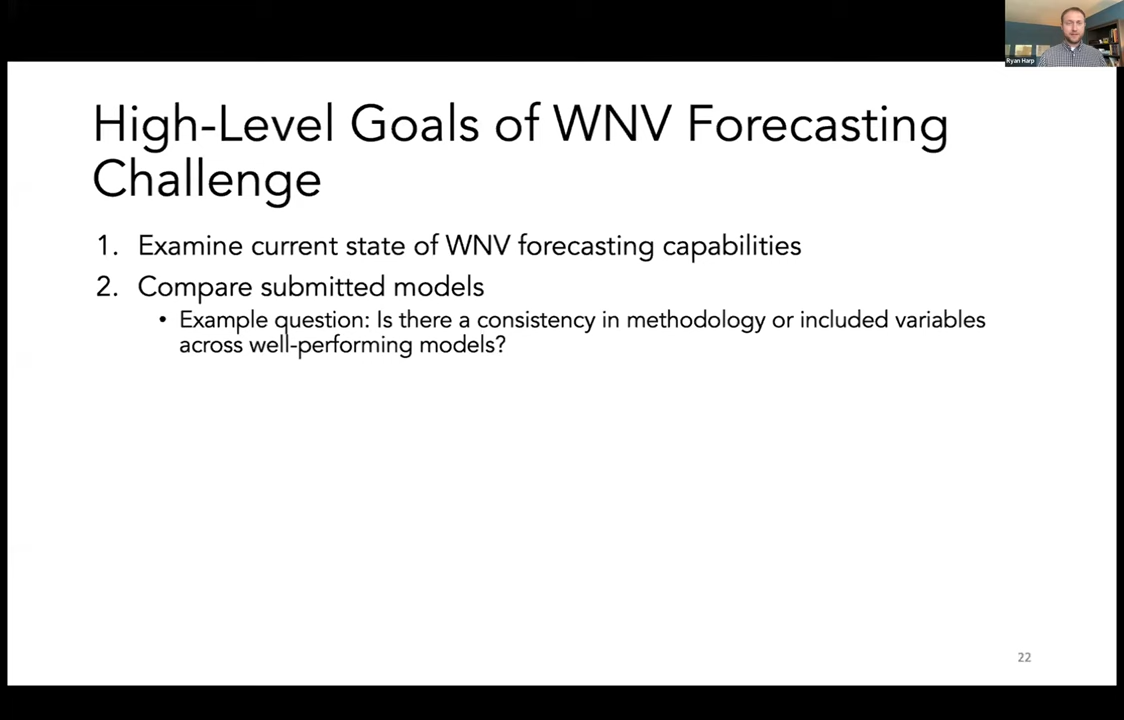 Ryan Harp
High-Level Goals of WNV Forecasting
Challenge
1. Examine current state of WNV forecasting capabilities
2. Compare submitted models
• Example question: Is there a consistency in methodology or included variables
across well-performing models?
22